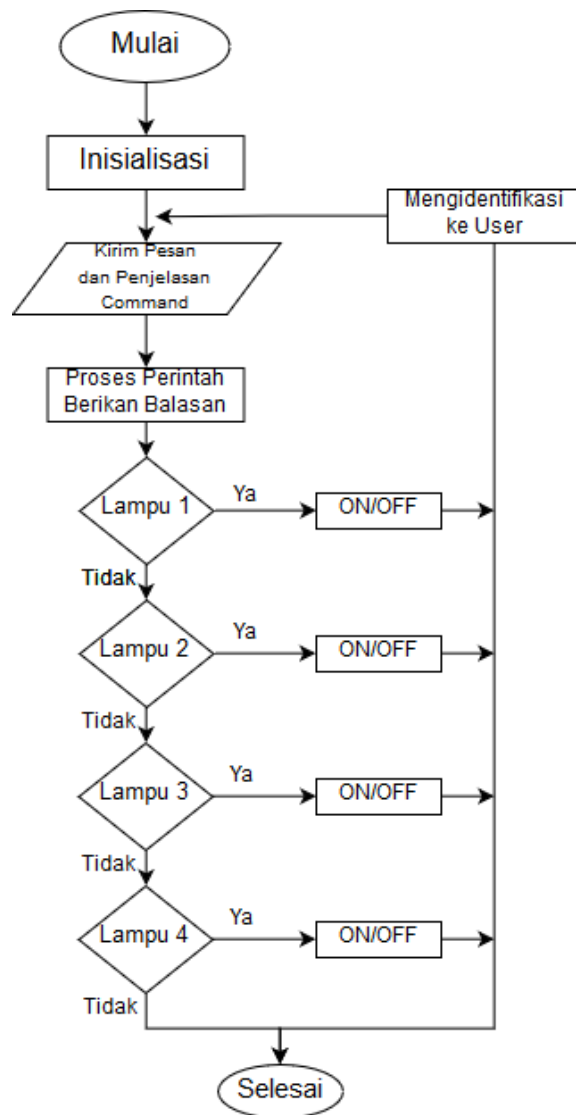 Mulai
Inisialisasi
Mengidentifikasi
ke User
Kirim Pesan
dan Penjelasan
Command
Proses Perintah
Berikan Balasan
Lampu 1
Ya
ON/OFF
Tidak
Lampu 2
Ya
ON/OFF
Tidak
Lampu 3
Ya
ON/OFF
Tidak
Lampu 4
Ya
ON/OFF
Tidak
Selesai